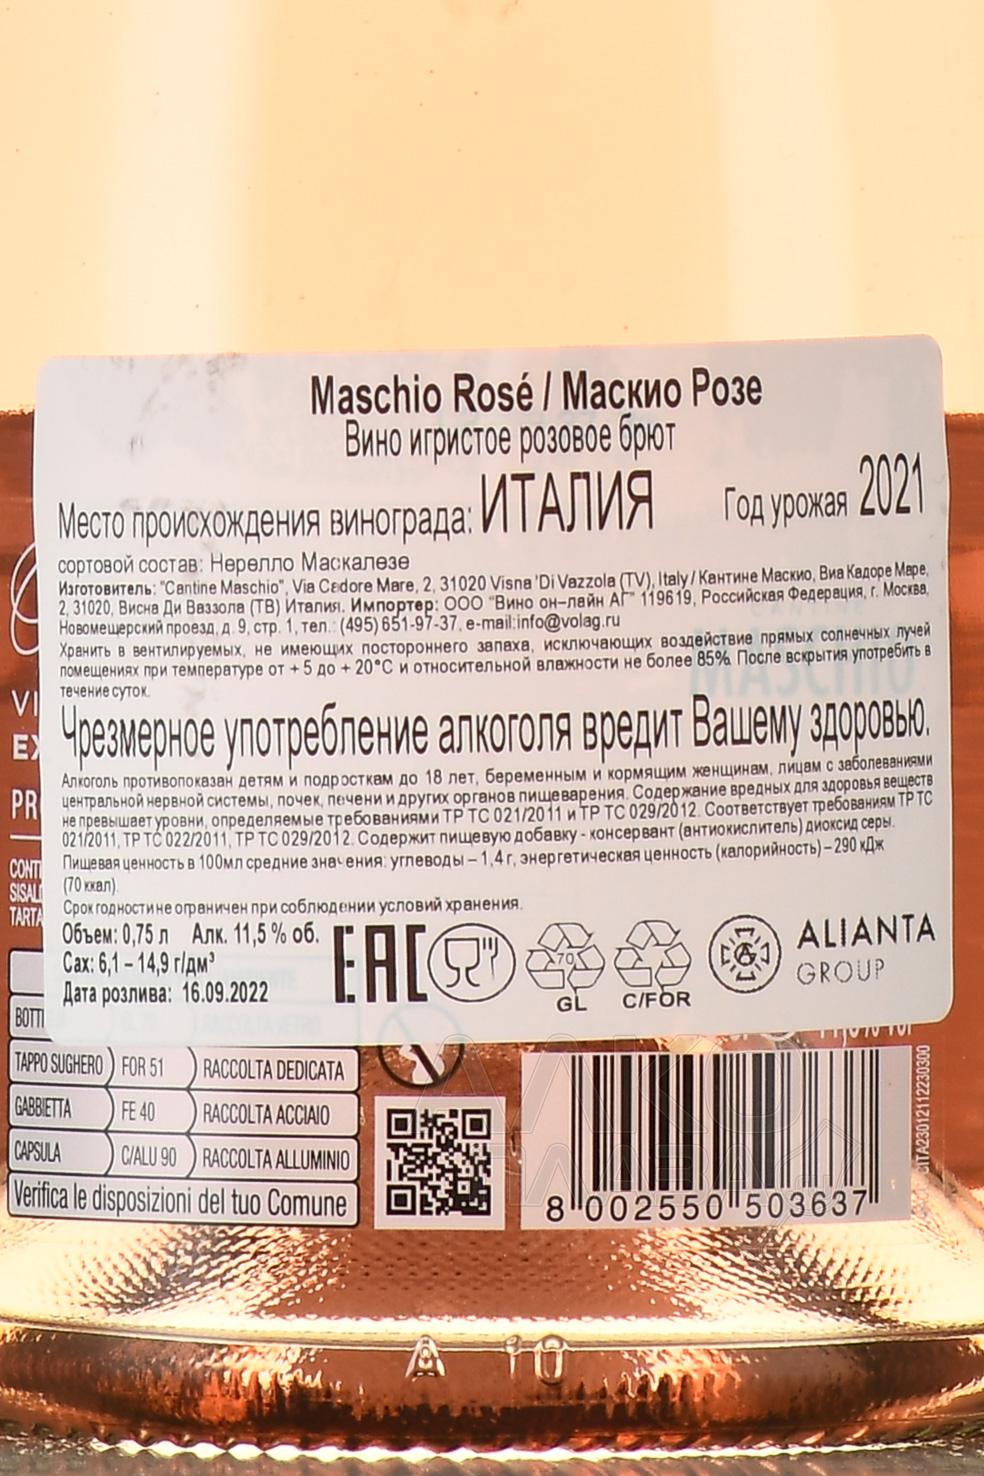 Maschio Rosé / Маскио Розе
Вино игристое розовое брют
Место происхождения винограда: ИТАЛИЯ Год урожая 2021
сортовой состав: Нерелло Маскалезе
Изготовитель: "Cantine Maschio", Via Cadore Mare, 2, 31020 Visna 'Di Vazzola (TV), Italy / Кантине Маскио, Виа Кадоре Маре,
2, 31020, Висна Ди Ваззола (ТВ) Италия. Импортер: ООО "Вино он-лайн АГ" 119619, Российская Федерация, г. Москва,
Новомещерский проезд, д. 9, стр. 1, тел.: (495) 651-97-37, e-mail:info@volag.ru
Хранить в вентилируемых, не имеющих постороннего запаха, исключающих воздействие прямых солнечных лучей
помещениях при температуре от + 5 до + 20°С и относительной влажности не более 85%. После вскрытия употребить в
течение суток.
Чрезмерное употребление алкоголя вредит Вашему здоровью.
Алкоголь противопоказан детям и подросткам до 18 лет, беременным и кормящим женщинам, лицам с заболеваниями
центральной нервной системы, почек, печени и других органов пищеварения. Содержание вредных для здоровья веществ
не превышает уровни, определяемые требованиями ТР ТС 021/2011 и ТР ТС 029/2012. Соответствует требованиям ТР ТС
021/2011, ТР ТС 022/2011, ТР ТС 029/2012. Содержит пищевую добавку - консервант (антиокислитель) диоксид серы.
Пищевая ценность в 100мл средние значения: углеводы – 1,4 г, энергетическая ценность (калорийность) – 290 кДж
(70 ккал).
Срок годности не ограничен при соблюдении условий хранения.
Объем: 0,75 л Алк. 11,5 % об.
Сах: 6,1 – 14,9 г/дм³
Дата розлива: 16.09.2022
EAC
70
GL
C/FOR
ALIANTA
GROUP
TAPPO SUGHERO FOR 51 RACCOLTA DEDICATA
GABBIETTA FE 40 RACCOLTA ACCIAIO
CAPSULA C/ALU 90 RACCOLTA ALLUMINIO
Verifica le disposizioni del tuo Comune
8 002550 503637
A 10